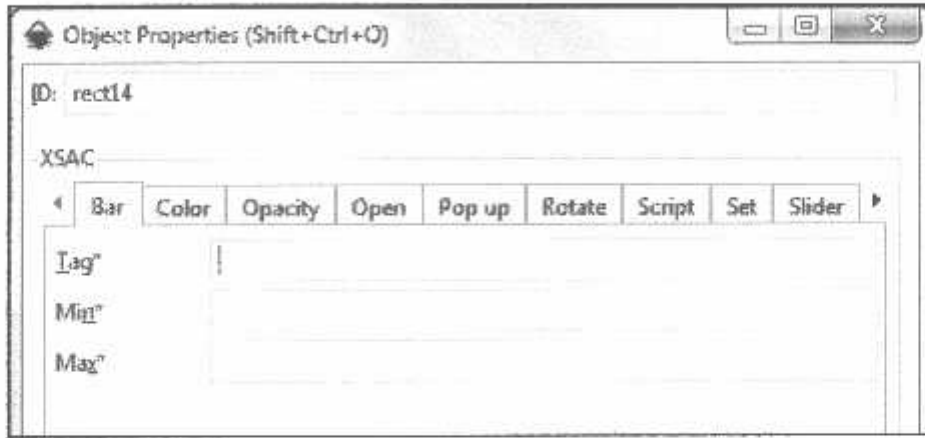 Object Properties (Shift+Ctrl+O)
ID: rect14
XSAC
Bar Color Opacity Open Pop up Rotate Script Set Slider
Tag"
Min"
Max"